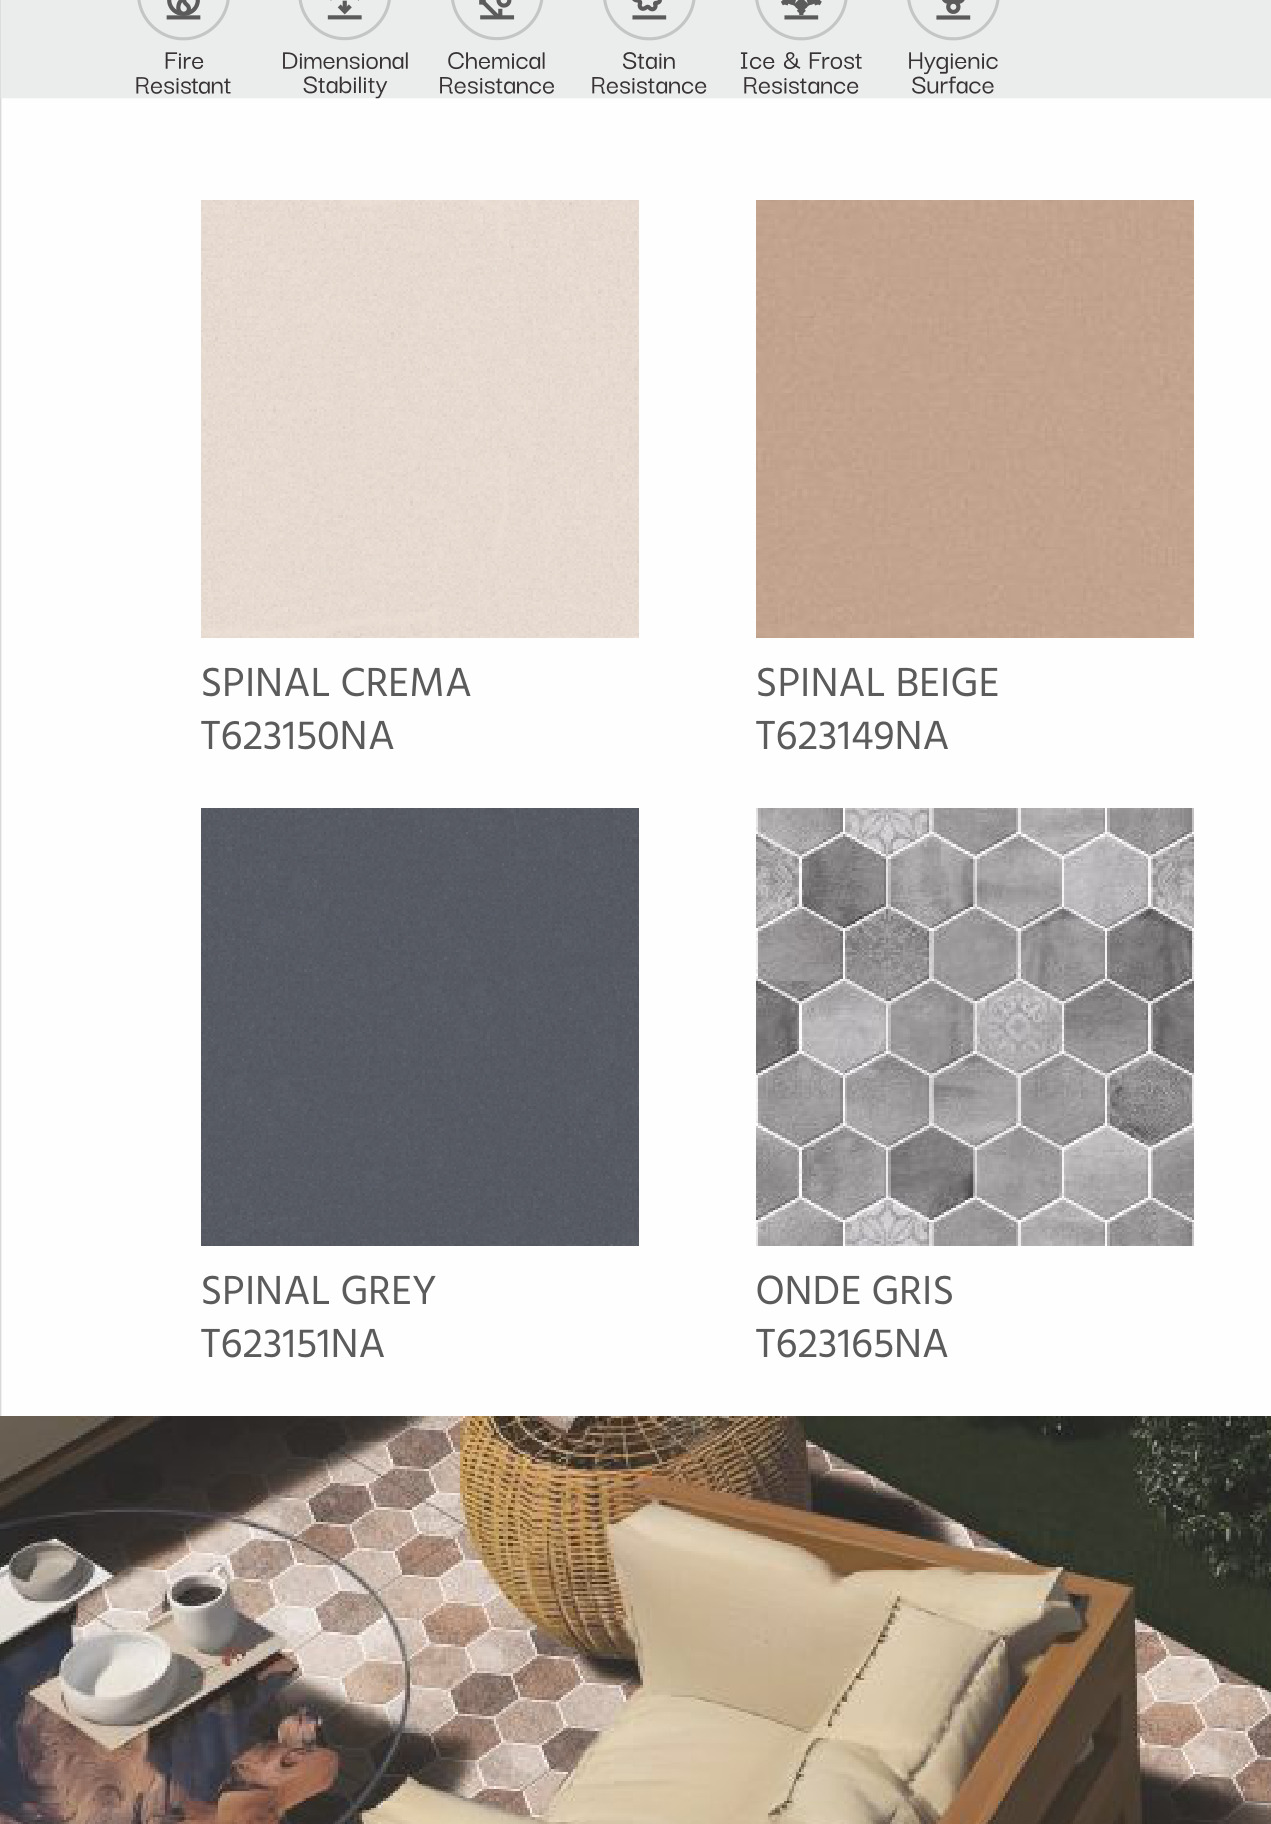 Fire
Resistant
Dimensional
Stability
Chemical
Resistance
Stain
Resistance
Ice & Frost
Resistance
Hygienic
Surface
SPINAL CREMA
T623150NA
SPINAL BEIGE
T623149NA
SPINAL GREY
T623151NA
ONDE GRIS
T623165NA